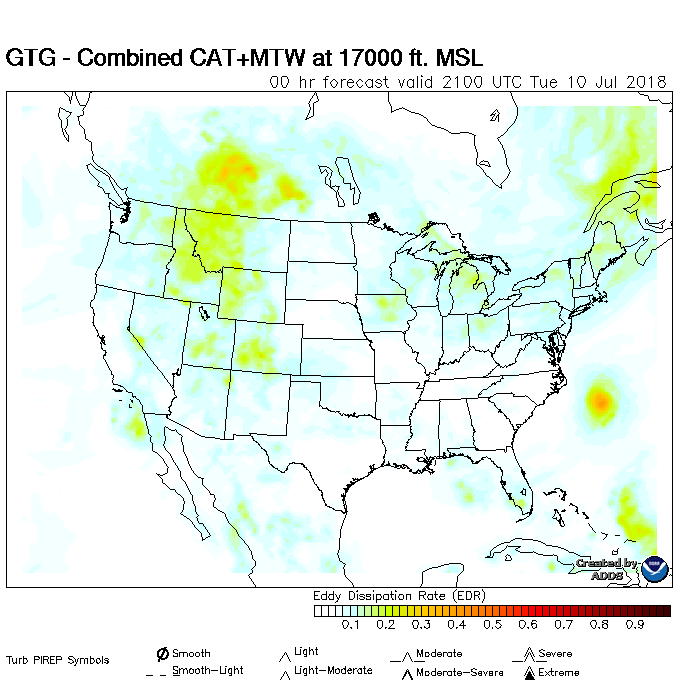 GTG - Combined CAT+MTW at 17000 ft. MSL
00 hr forecast valid 2100 UTC Tue 10 Jul 2018
Created by
ADDS
Eddy Dissipation Rate (EDR)
0.1 0.2 0.3 0.4 0.5 0.6 0.7 0.8 0.9
Turb PIREP Symbols
Smooth Light Moderate Severe
Smooth-Light Light-Moderate Moderate-Severe Extreme